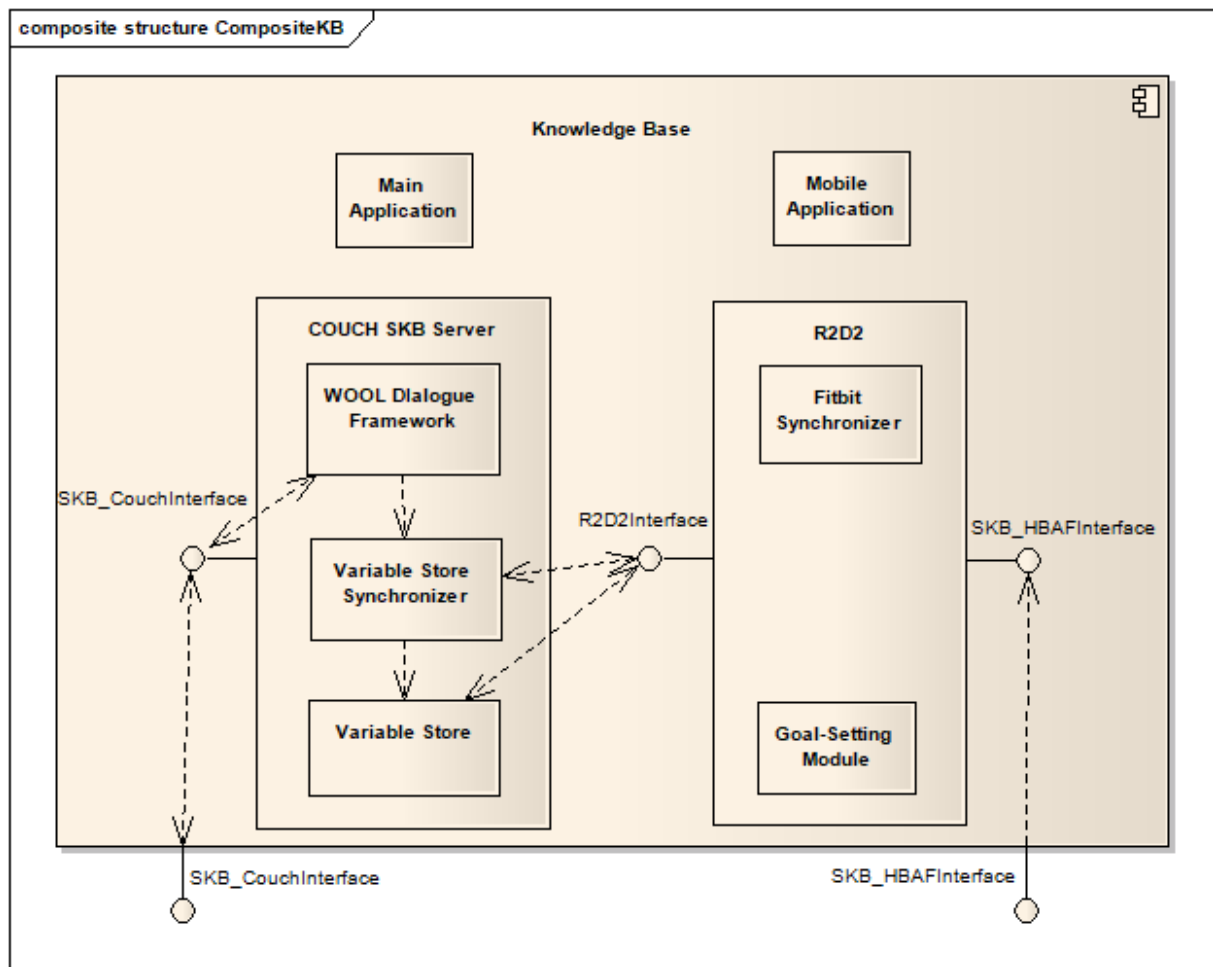 composite structure CompositeKB
Knowledge Base
Main
Application
Mobile
Application
COUCH SKB Server
WOOL DIalogue
Framework
SKB_CouchInterface
Variable Store
Synchronizer
Variable Store
R2D2Interface
R2D2
Fitbit
Synchronizer
Goal-Setting
Module
SKB_HBAFInterface
SKB_CouchInterface
SKB_HBAFInterface